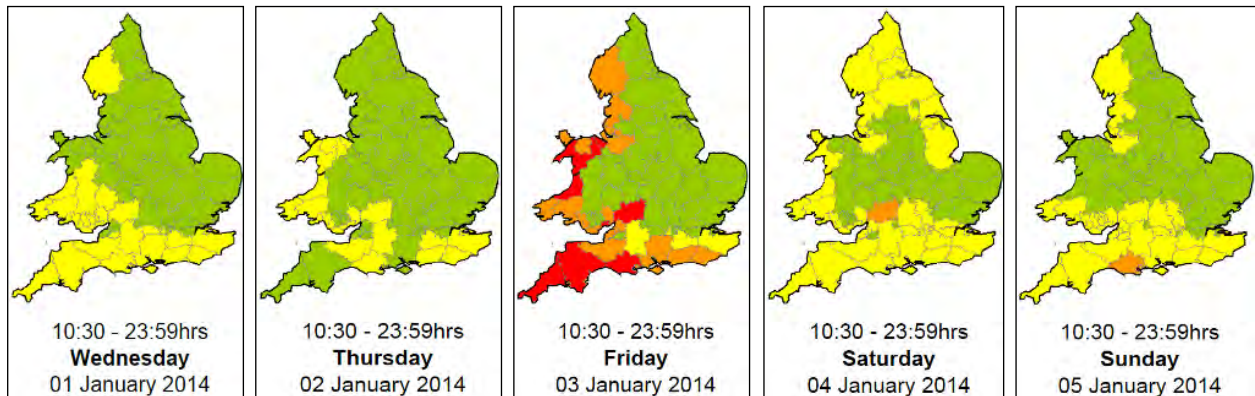 10:30 - 23:59hrs
Wednesday
01 January 2014
10:30 - 23:59hrs
Thursday
02 January 2014
10:30 - 23:59hrs
Friday
03 January 2014
10:30 - 23:59hrs
Saturday
04 January 2014
10:30 - 23:59hrs
Sunday
05 January 2014